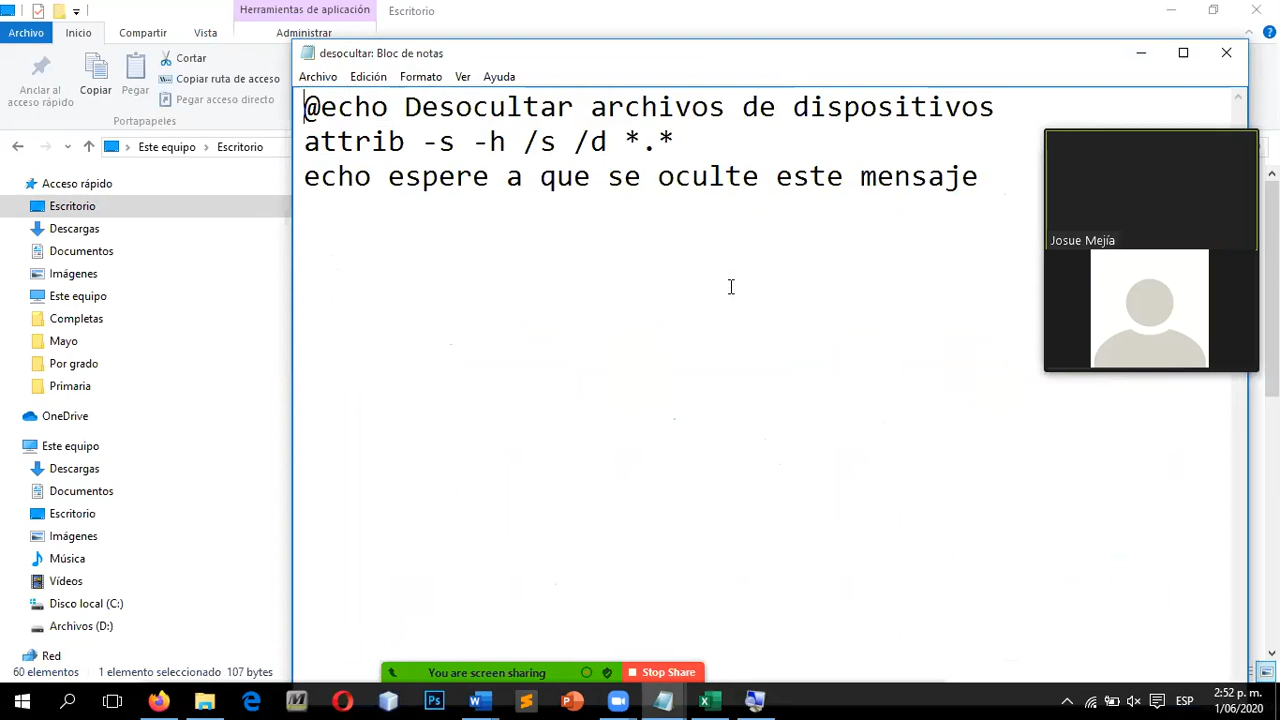 Herramientas de aplicación
Escritorio
Archivo
Inicio
Compartir
Vista
Administrar
Anclar al acceso rápido
Copiar
Pegar
Cortar
Copiar ruta de acceso
Pegar acceso directo
Portapapeles
Este equipo
Escritorio
Acceso rápido
Escritorio
Descargas
Documentos
Imágenes
Este equipo
Completas
Mayo
Por grado
Primaria
OneDrive
Este equipo
Descargas
Documentos
Escritorio
Imágenes
Música
Vídeos
Disco local (C:)
Archivos (D:)
Red
60 elementos
1 elemento seleccionado 107 bytes
desocultar: Bloc de notas
Archivo
Edición
Formato
Ver
Ayuda
@echo Desocultar archivos de dispositivos
attrib -s -h /s /d *.*
echo espere a que se oculte este mensaje
Josue Mejía
You are screen sharing
Stop Share
ESP
2:52 p. m.
1/06/2020